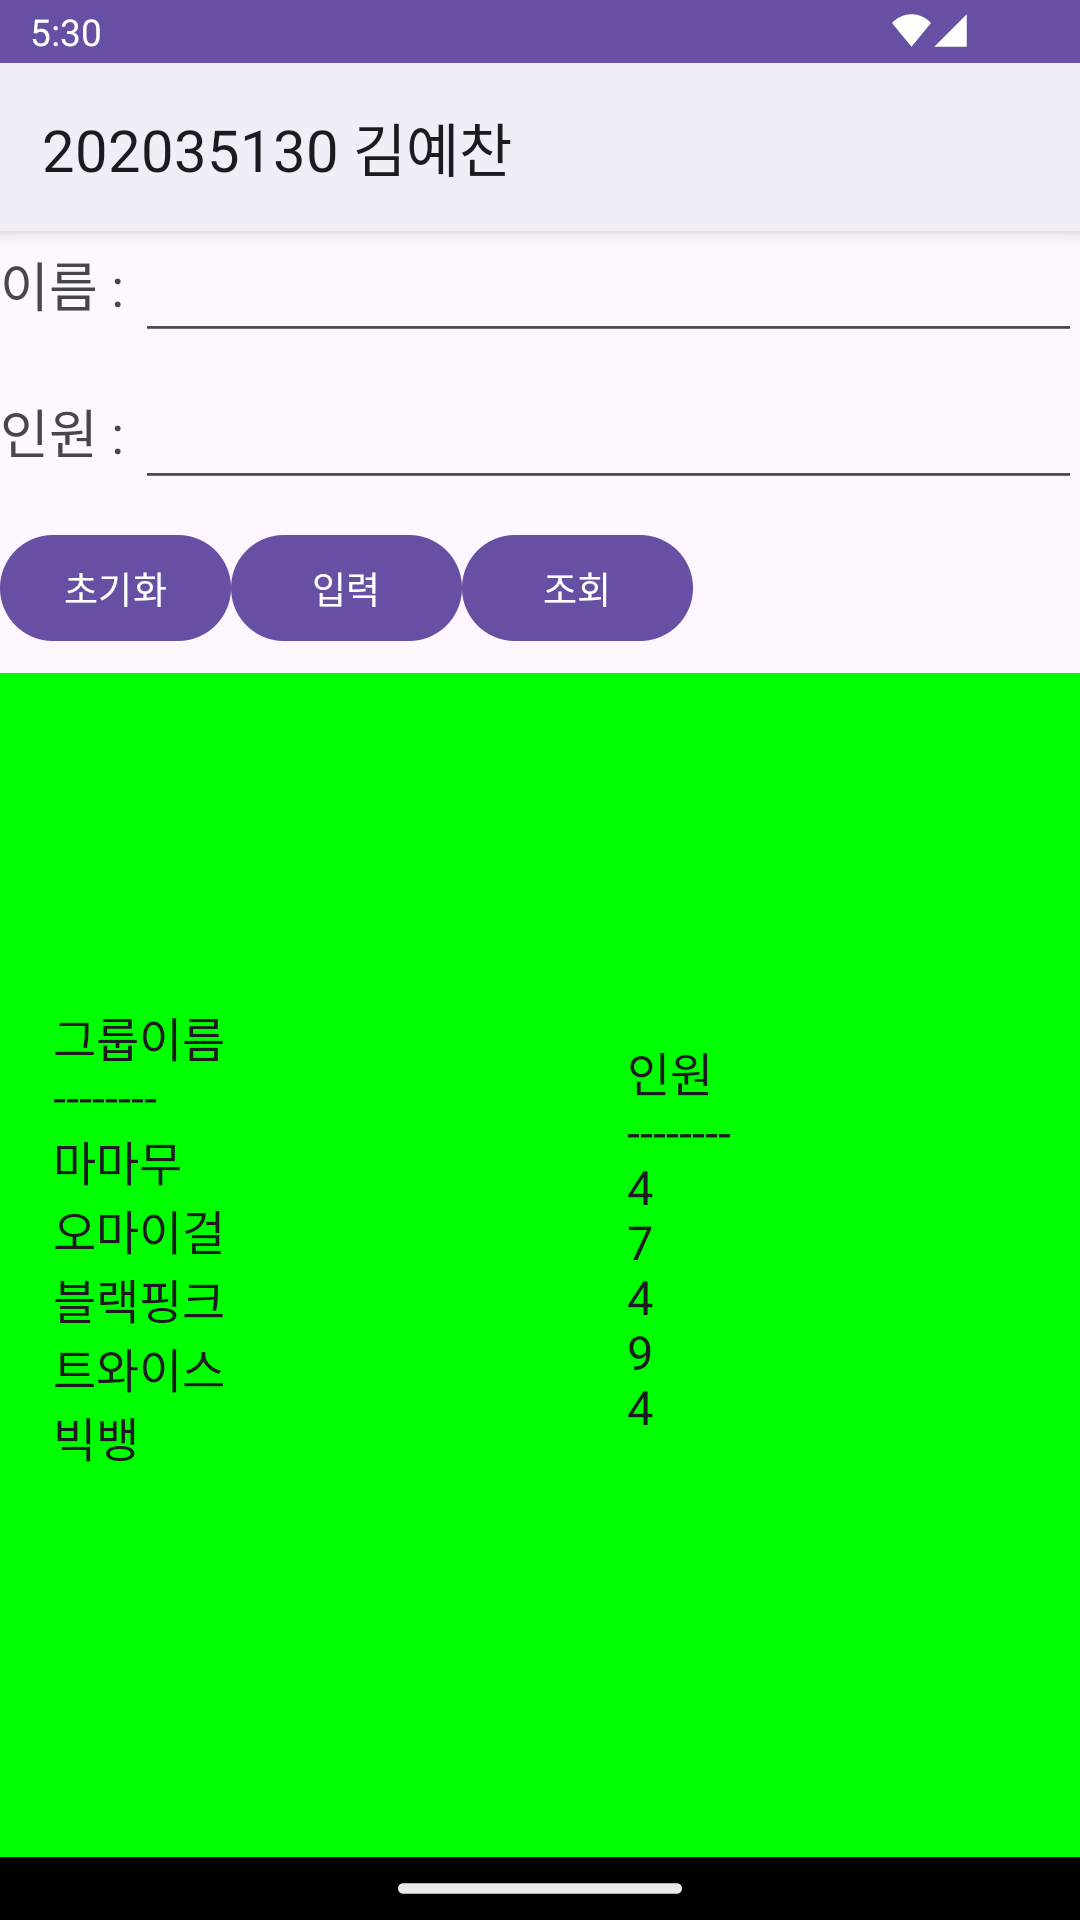 5:30
202035130 김예찬
이름 :
인원 :
초기화 입력 조회
그룹이름
--------
마마무
오마이걸
블랙핑크
트와이스
빅뱅
인원
--------
4
7
4
9
4